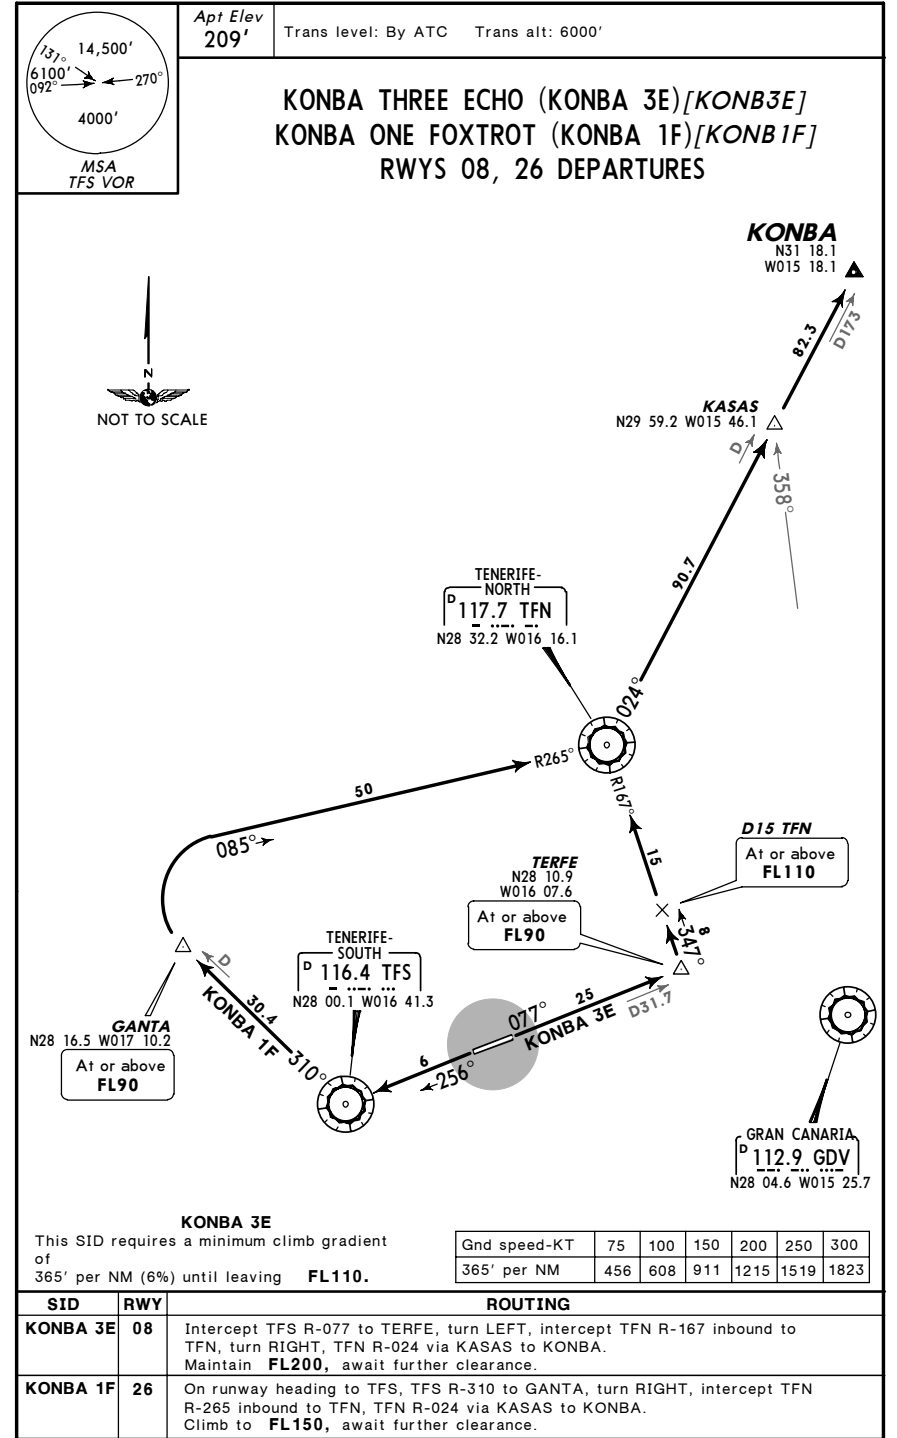 Apt Elev
209'
Trans level: By ATC Trans alt: 6000'
131°
14,500'
6100'
092°
270°
4000'
MSA
TFS VOR
KONBA THREE ECHO (KONBA 3E)[KONB3E]
KONBA ONE FOXTROT (KONBA 1F)[KONB1F]
RWYS 08, 26 DEPARTURES
KONBA
N31 18.1
W015 18.1
D173
82.3
N
NOT TO SCALE
KASAS
N29 59.2 W015 46.1
D
358°
90.7
TENERIFE-
NORTH
D 117.7 TFN
N28 32.2 W016 16.1
024°
R265°
50
085°→
R167°
15
D15 TFN
At or above
FL110
TERFE
N28 10.9
W016 07.6
At or above
FL90
8
347°
TENERIFE-
SOUTH
D 116.4 TFS
N28 00.1 W016 41.3
D
30.4
KONBA 1F
310°
GANTA
N28 16.5 W017 10.2
At or above
FL90
077°
25
KONBA 3E
D31.7
6
←256°
GRAN CANARIA
D 112.9 GDV
N28 04.6 W015 25.7
KONBA 3E
This SID requires a minimum climb gradient
of
365' per NM (6%) until leaving FL110.
Gnd speed-KT 75 100 150 200 250 300
365' per NM 456 608 911 1215 1519 1823
SID RWY ROUTING
KONBA 3E 08 Intercept TFS R-077 to TERFE, turn LEFT, intercept TFN R-167 inbound to
TFN, turn RIGHT, TFN R-024 via KASAS to KONBA.
Maintain FL200, await further clearance.
KONBA 1F 26 On runway heading to TFS, TFS R-310 to GANTA, turn RIGHT, intercept TFN
R-265 inbound to TFN, TFN R-024 via KASAS to KONBA.
Climb to FL150, await further clearance.